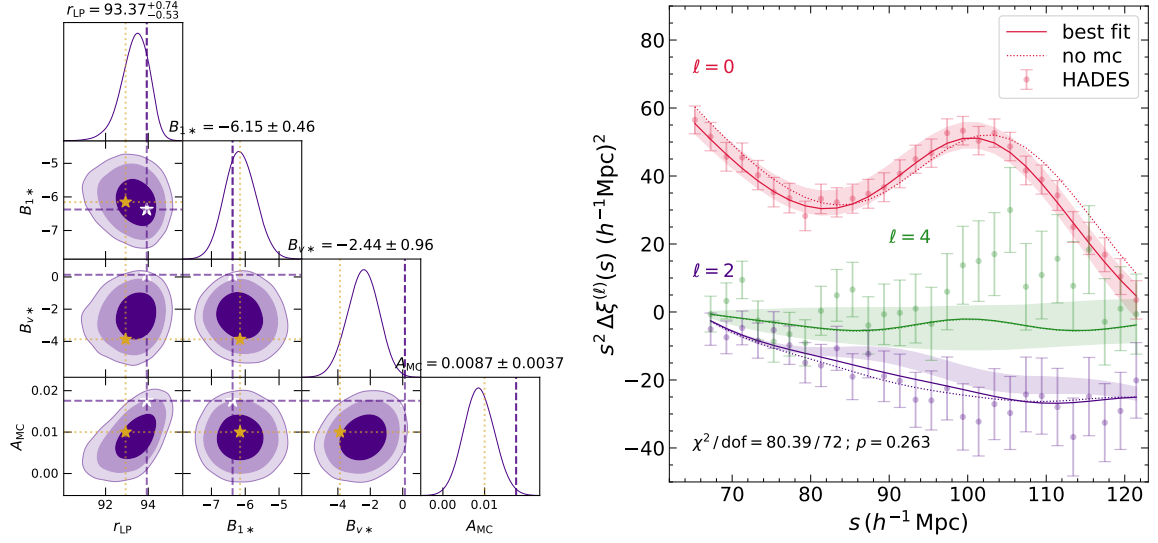 r_LP = 93.37^{+0.74}_{-0.53}
B_{1∗} = −6.15 ± 0.46
B_{v∗} = −2.44 ± 0.96
A_MC = 0.0087 ± 0.0037
−5
−6
−7
B_{1∗}
0
−2
−4
B_{v∗}
0.02
0.01
0.00
A_MC
92 94
−7 −6 −5
−4 −2 0
0.00 0.01
r_LP
B_{1∗}
B_{v∗}
A_MC
80
60
40
20
0
−20
−40
s² Δξ^{(ℓ)}(s) (h⁻¹Mpc)²
best fit
no mc
HADES
ℓ = 0
ℓ = 4
ℓ = 2
χ² / dof = 80.39 / 72 ; p = 0.263
70 80 90 100 110 120
s (h⁻¹ Mpc)